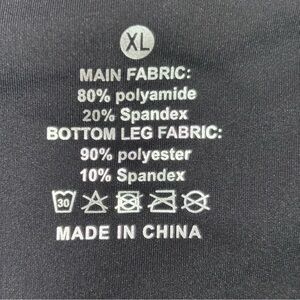 XL
MAIN FABRIC:
80% polyamide
20% Spandex
BOTTOM LEG FABRIC:
90% polyester
10% Spandex
30
MADE IN CHINA